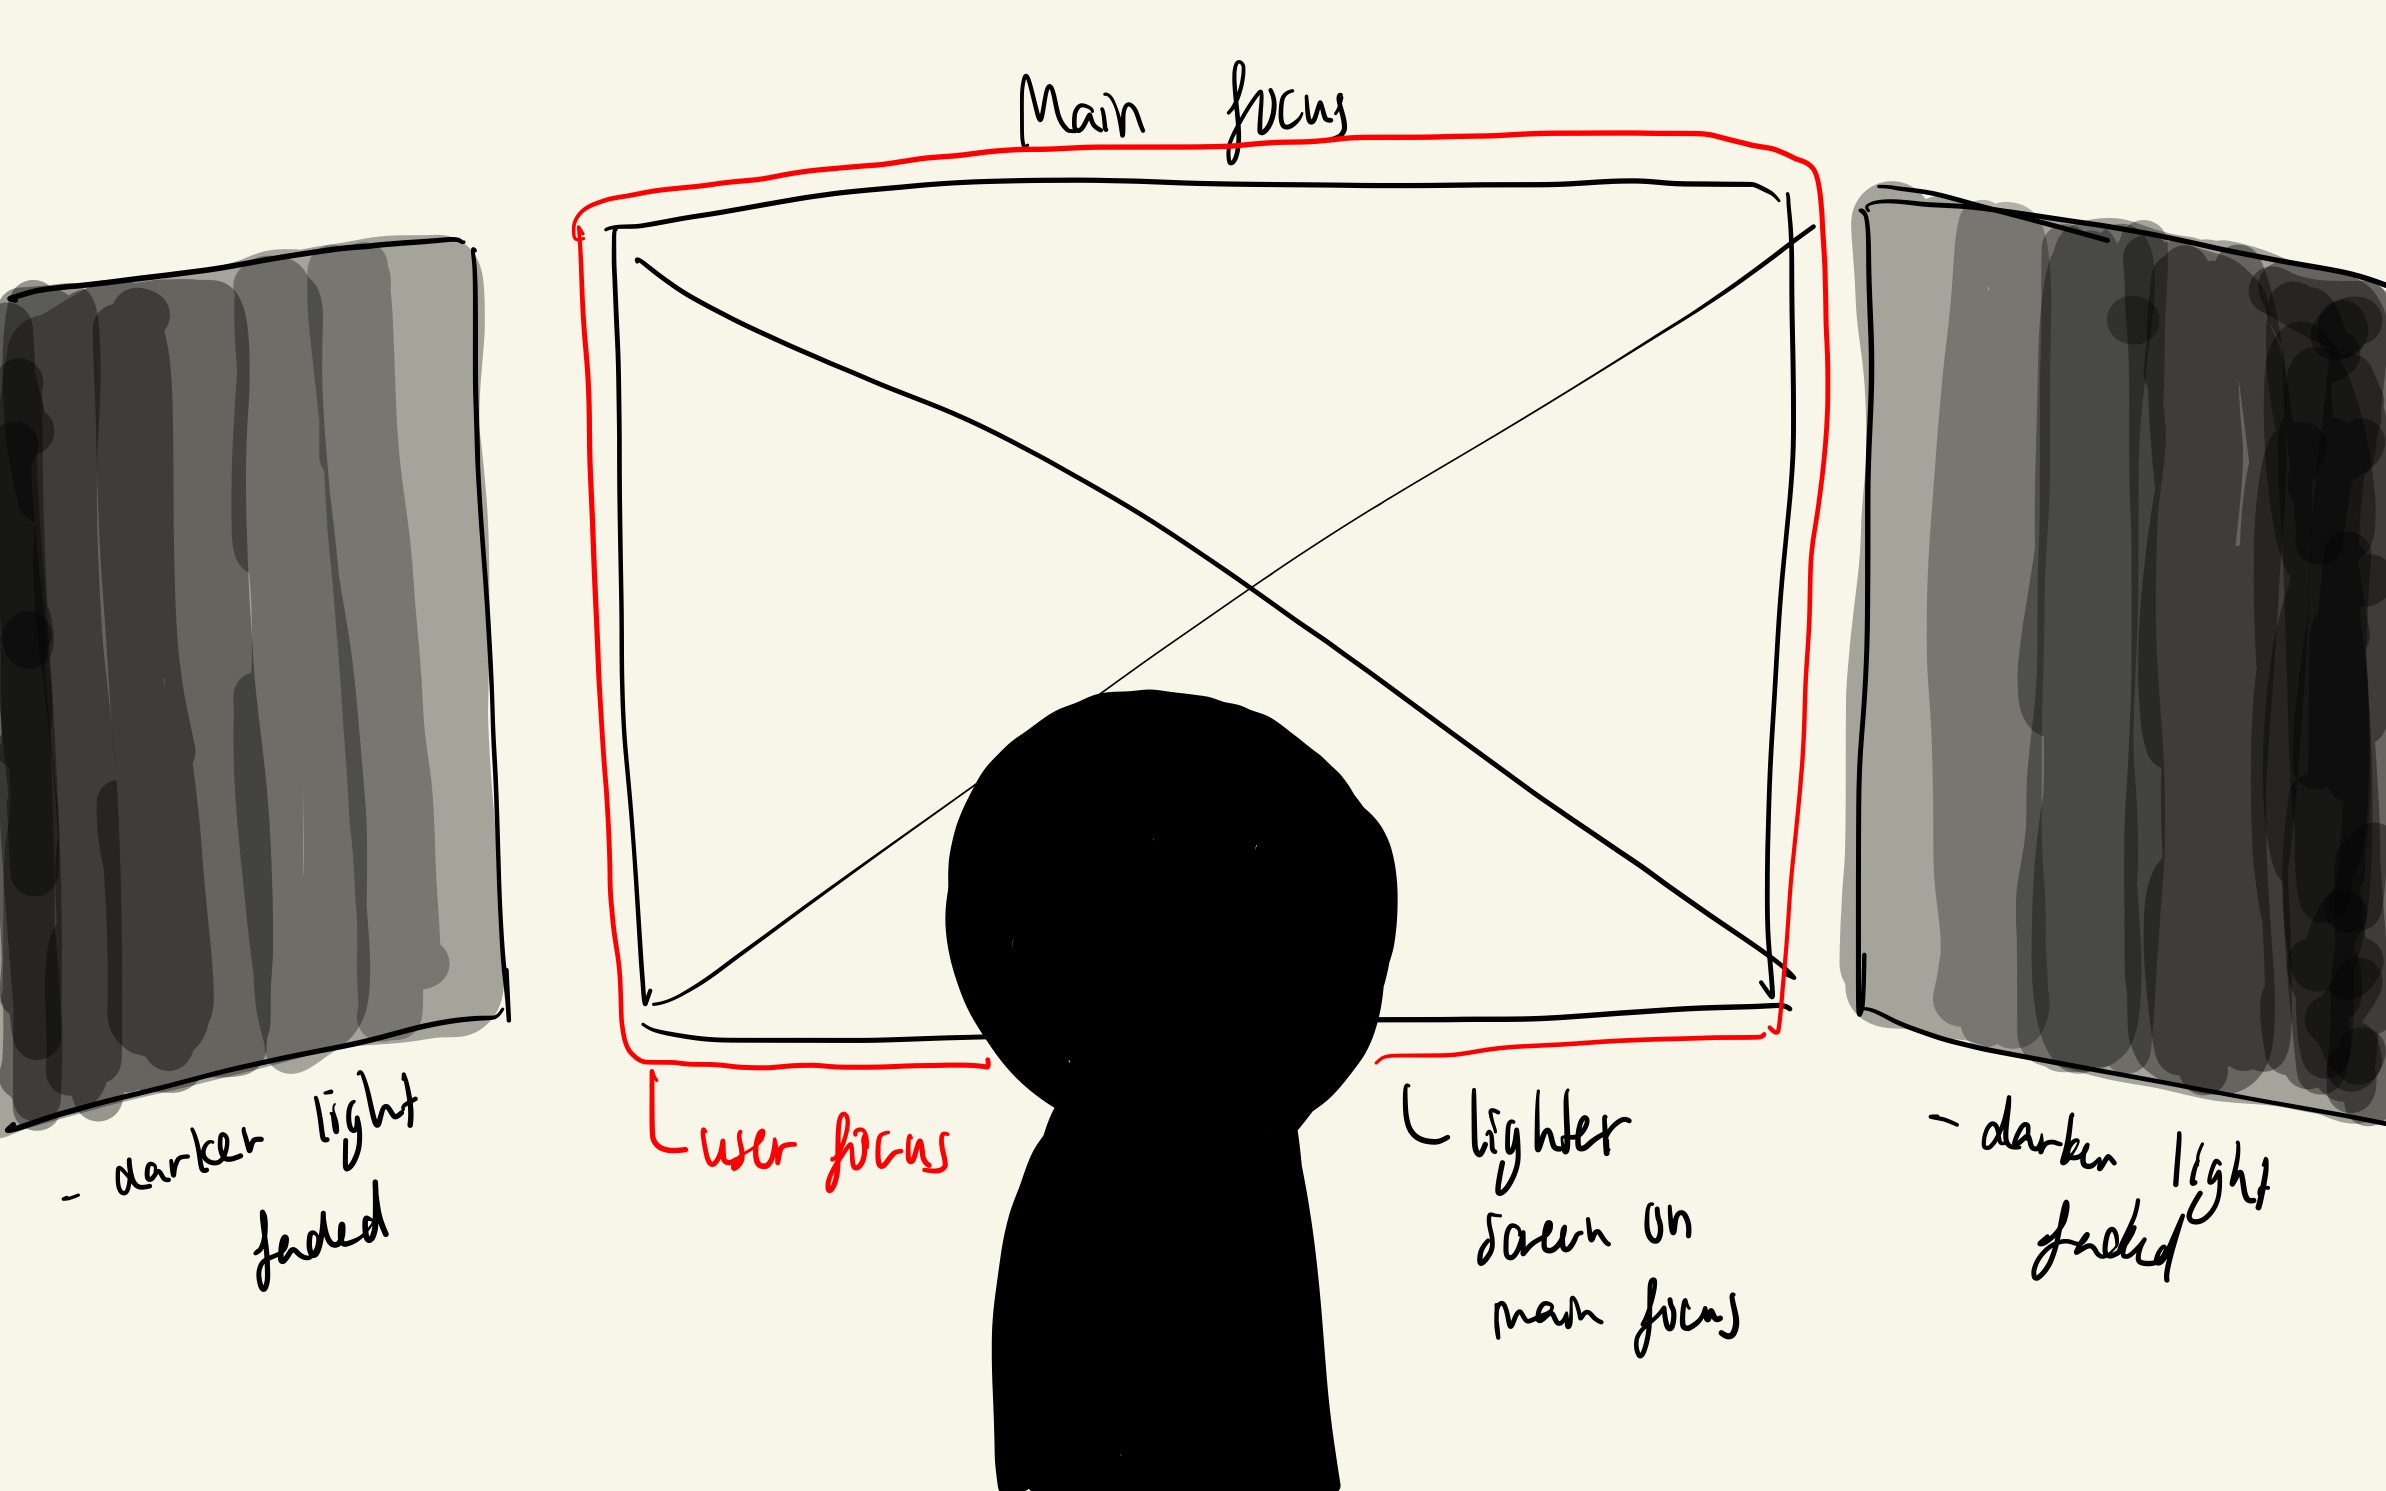 Main focus
- darker light
faded
user focus
lighter
screen on
main focus
- darker light
faded